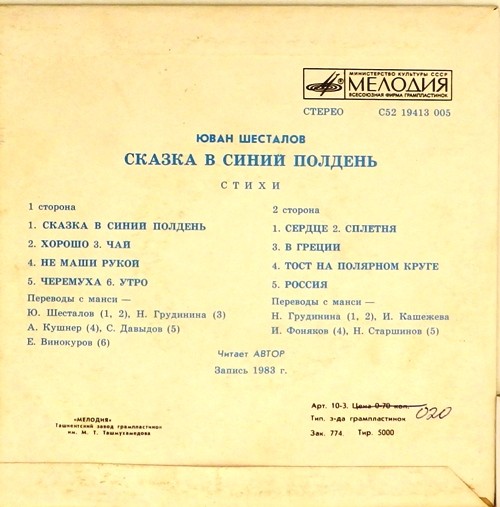 МИНИСТЕРСТВО КУЛЬТУРЫ СССР
МЕЛОДИЯ
ВСЕСОЮЗНАЯ ФИРМА ГРАМПЛАСТИНОК
СТЕРЕО С52 19413 005
ЮВАН ШЕСТАЛОВ
СКАЗКА В СИНИЙ ПОЛДЕНЬ
СТИХИ
1 сторона
1. СКАЗКА В СИНИЙ ПОЛДЕНЬ
2. ХОРОШО 3. ЧАЙ
4. НЕ МАШИ РУКОЙ
5. ЧЕРЕМУХА 6. УТРО
Переводы с манси —
Ю. Шесталов (1, 2), Н. Грудинина (3)
А. Кушнер (4), С. Давыдов (5)
Е. Винокуров (6)
2 сторона
1. СЕРДЦЕ 2. СПЛЕТНЯ
3. В ГРЕЦИИ
4. ТОСТ НА ПОЛЯРНОМ КРУГЕ
5. РОССИЯ
Переводы с манси —
Н. Грудинина (1, 2), И. Кашежева
И. Фоняков (4), Н. Старшинов (5)
Читает АВТОР
Запись 1983 г.
«МЕЛОДИЯ»
Ташкентский завод грампластинок
им. М. Т. Ташмухамедова
Арт. 10-3. Цена 0-70 коп. 020
Тип. з-да грампластинок
Зак. 774. Тир. 5000